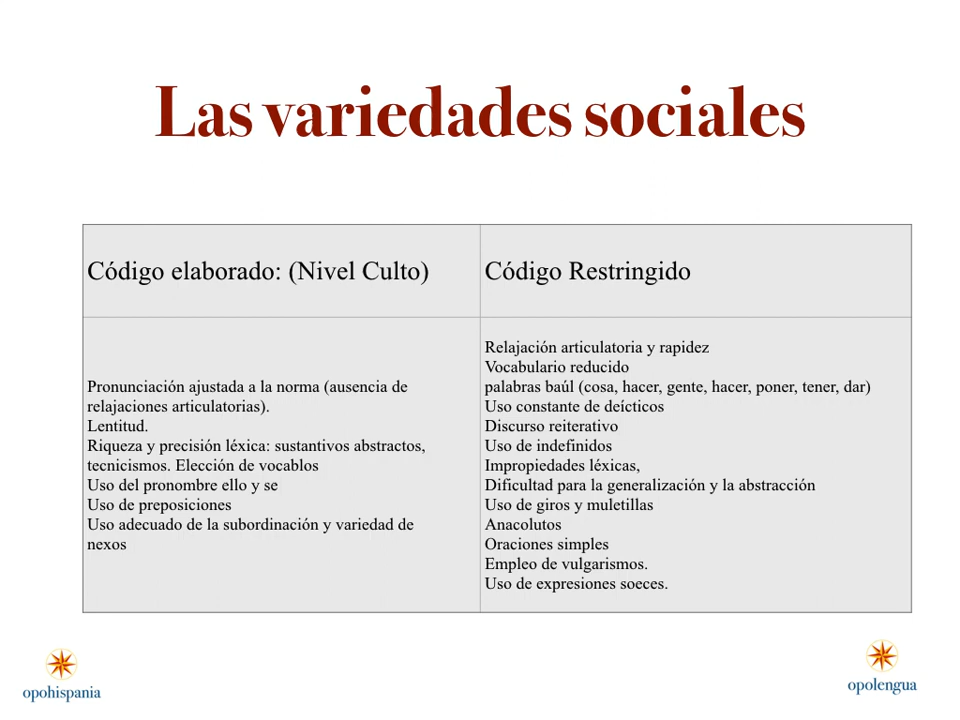 Las variedades sociales
Código elaborado: (Nivel Culto)
Código Restringido
Pronunciación ajustada a la norma (ausencia de
relajaciones articulatorias).
Lentitud.
Riqueza y precisión léxica: sustantivos abstractos,
tecnicismos. Elección de vocablos
Uso del pronombre ello y se
Uso de preposiciones
Uso adecuado de la subordinación y variedad de
nexos
Relajación articulatoria y rapidez
Vocabulario reducido
palabras baúl (cosa, hacer, gente, hacer, poner, tener, dar)
Uso constante de deícticos
Discurso reiterativo
Uso de indefinidos
Impropiedades léxicas,
Dificultad para la generalización y la abstracción
Uso de giros y muletillas
Anacolutos
Oraciones simples
Empleo de vulgarismos.
Uso de expresiones soeces.
opohispania
opolengua